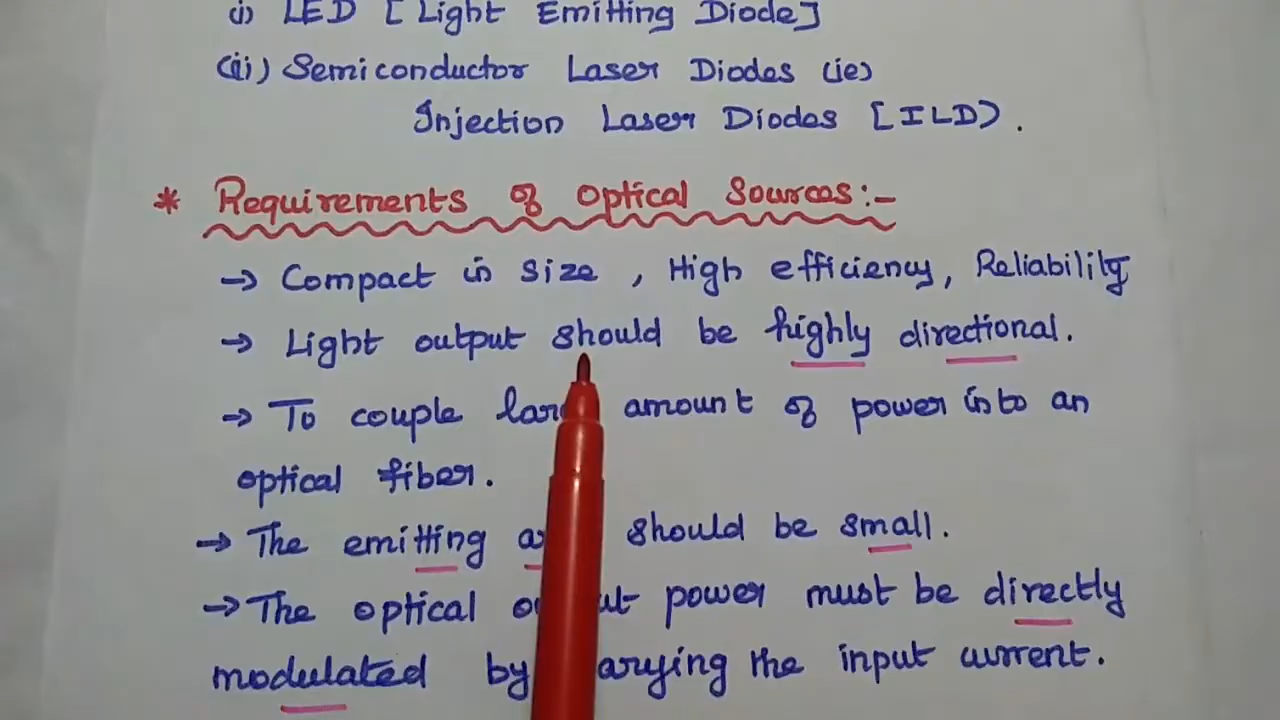 (i) LED [Light Emitting Diode]
(ii) Semiconductor Laser Diodes (ie)
Injection Laser Diodes [ILD).
* Requirements of Optical Sources:-
→ Compact in size, High efficiency, Reliability
→ Light output should be highly directional.
→ To couple amount of power into an
optical fiber.
→ The emitting should be small.
→ The optical power must be directly
modulated by the input current.